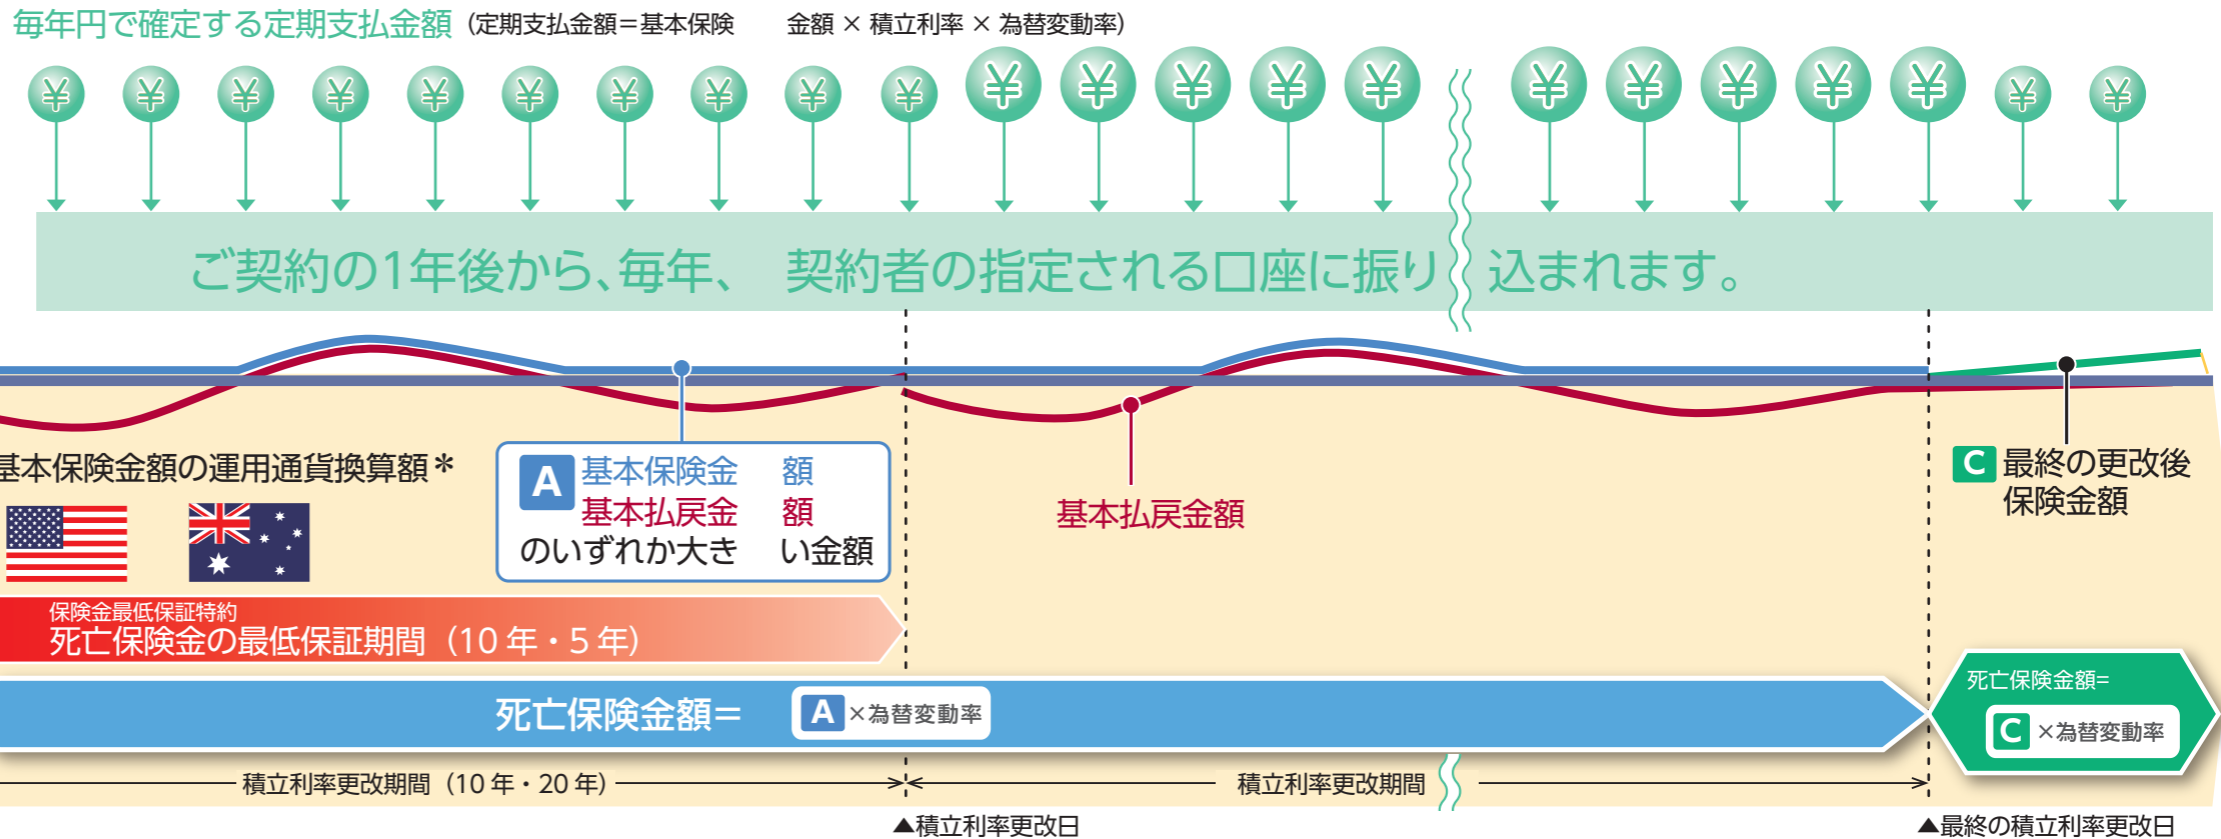 毎年円で確定する定期支払金額（定期支払金額＝基本保険 金額 × 積立利率 × 為替変動率）
¥ ¥ ¥ ¥ ¥ ¥ ¥ ¥ ¥ ¥ ¥ ¥ ¥ ¥ ¥ ¥ ¥ ¥ ¥ ¥ ¥ ¥
ご契約の1年後から、毎年、 契約者の指定される口座に振り 込まれます。
基本保険金額の運用通貨換算額＊
A 基本保険金 額
基本払戻金 額
のいずれか大き い金額
基本払戻金額
C 最終の更改後
保険金額
保険金最低保証特約
死亡保険金の最低保証期間（10 年・5 年）
死亡保険金額＝ A ×為替変動率
死亡保険金額=
C ×為替変動率
積立利率更改期間（10 年・20 年）
積立利率更改期間
▲積立利率更改日
▲最終の積立利率更改日